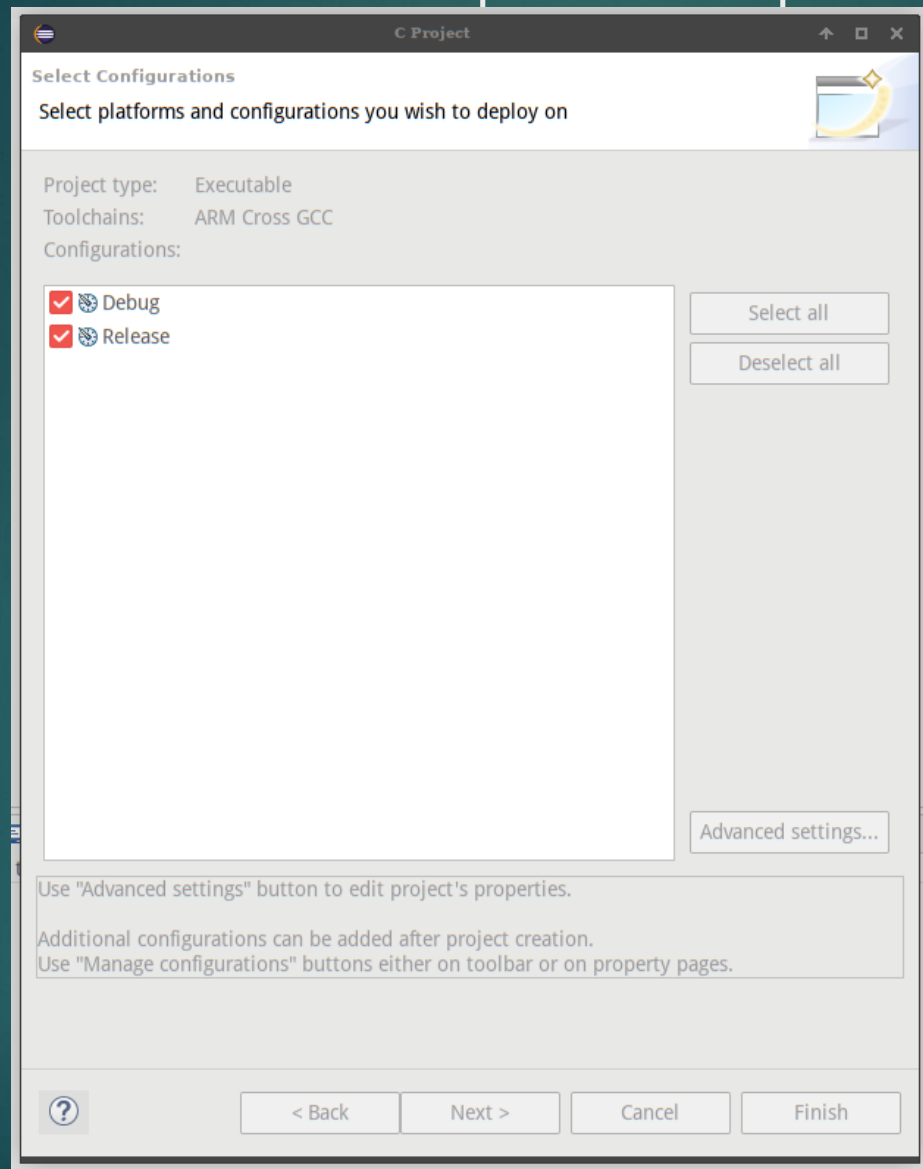 C Project
Select Configurations
Select platforms and configurations you wish to deploy on
Project type: Executable
Toolchains: ARM Cross GCC
Configurations:
Debug
Release
Select all
Deselect all
Advanced settings...
Use "Advanced settings" button to edit project's properties.
Additional configurations can be added after project creation.
Use "Manage configurations" buttons either on toolbar or on property pages.
?
< Back
Next >
Cancel
Finish